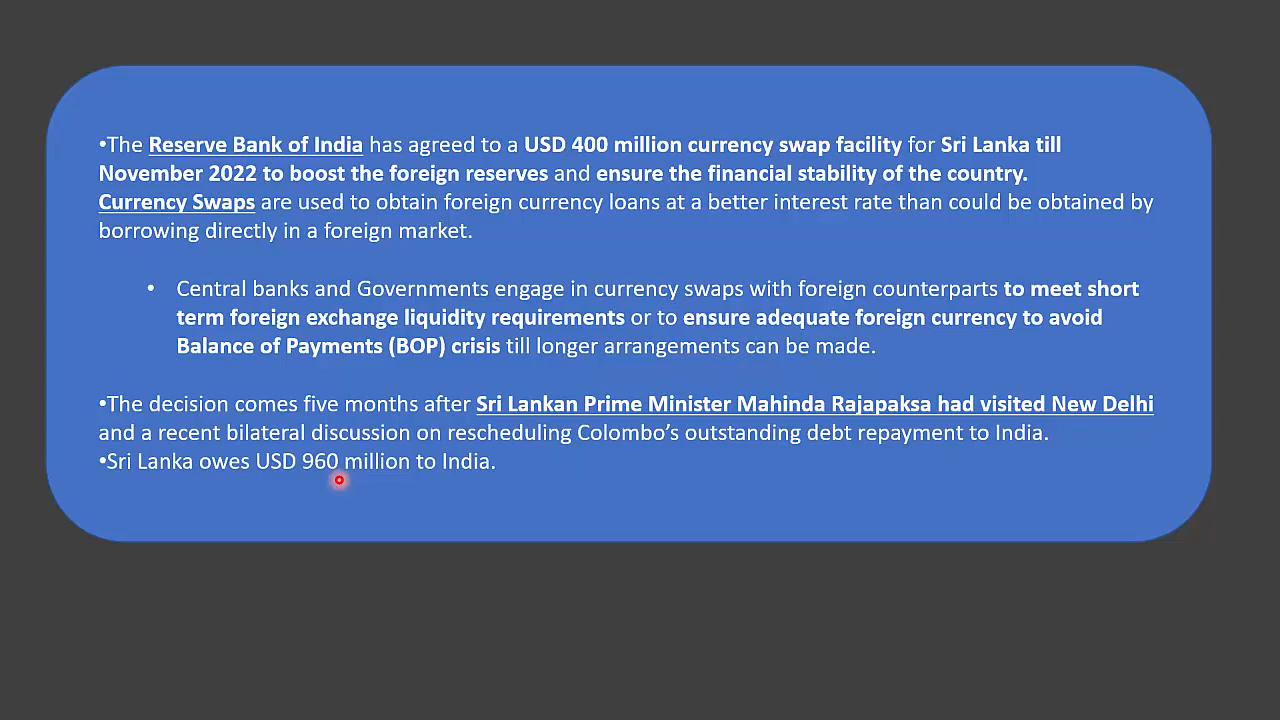 •The Reserve Bank of India has agreed to a USD 400 million currency swap facility for Sri Lanka till
November 2022 to boost the foreign reserves and ensure the financial stability of the country.
Currency Swaps are used to obtain foreign currency loans at a better interest rate than could be obtained by
borrowing directly in a foreign market.
• Central banks and Governments engage in currency swaps with foreign counterparts to meet short
term foreign exchange liquidity requirements or to ensure adequate foreign currency to avoid
Balance of Payments (BOP) crisis till longer arrangements can be made.
•The decision comes five months after Sri Lankan Prime Minister Mahinda Rajapaksa had visited New Delhi
and a recent bilateral discussion on rescheduling Colombo’s outstanding debt repayment to India.
•Sri Lanka owes USD 960 million to India.